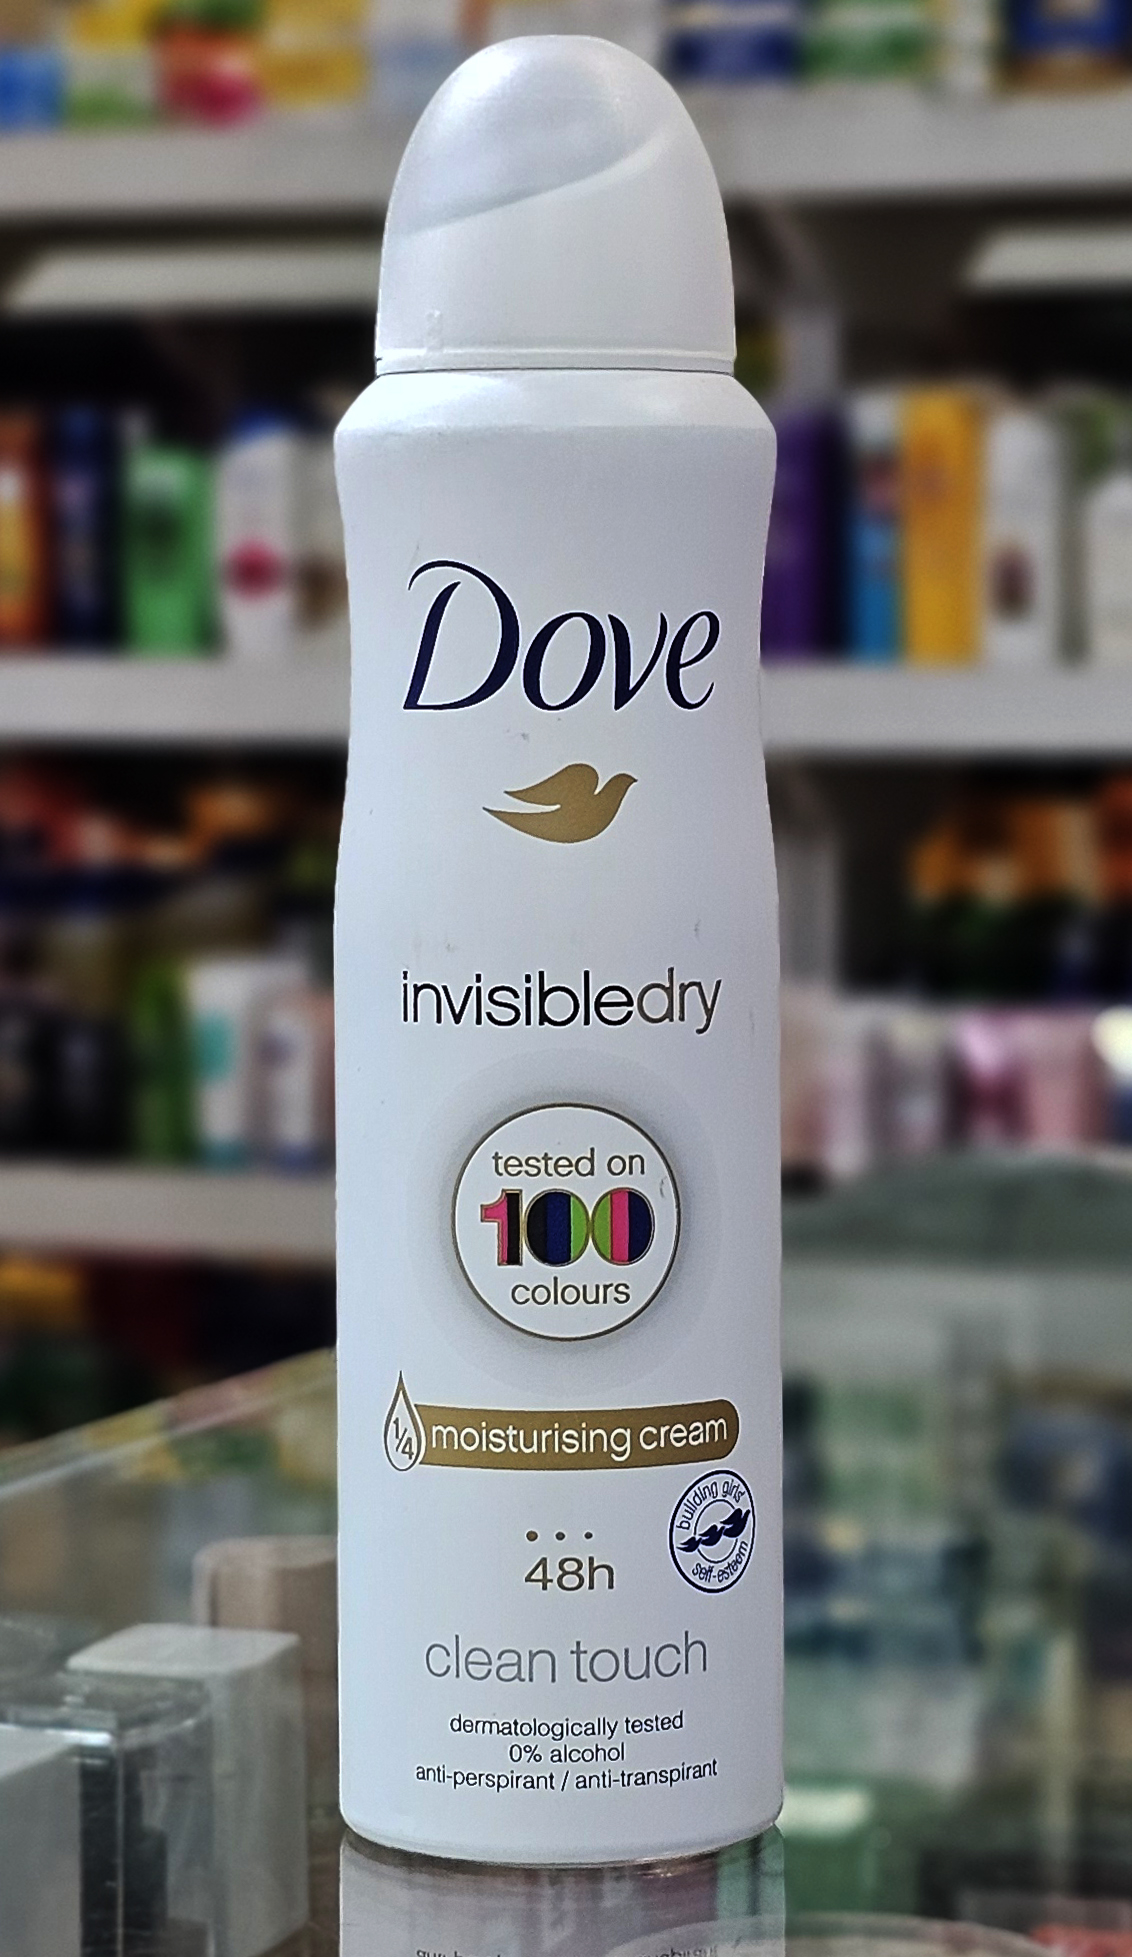 Dove
invisibledry
tested on
100
colours
1/4 moisturising cream
building girls'
self-esteem
48h
clean touch
dermatologically tested
0% alcohol
anti-perspirant / anti-transpirant